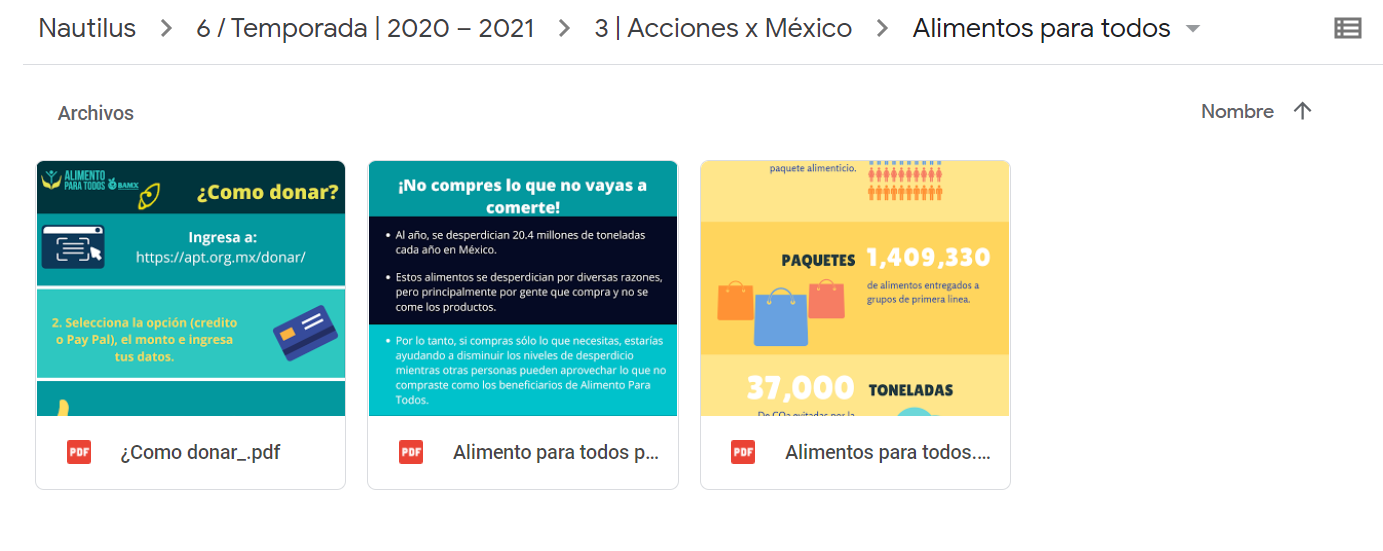 Nautilus > 6 / Temporada | 2020 – 2021 > 3 | Acciones x México > Alimentos para todos
Archivos
Nombre
ALIMENTO
PARA TODOS BAMX
¿Como donar?
Ingresa a:
https://apt.org.mx/donar/
2. Selecciona la opción (credito
o Pay Pal), el monto e ingresa
tus datos.
PDF ¿Como donar_.pdf
¡No compres lo que no vayas a
comerte!
• Al año, se desperdician 20.4 millones de toneladas
cada año en México.
• Estos alimentos se desperdician por diversas razones,
pero principalmente por gente que compra y no se
come los productos.
• Por lo tanto, si compras sólo lo que necesitas, estarías
ayudando a disminuir los niveles de desperdicio
mientras otras personas pueden aprovechar lo que no
compraste como los beneficiarios de Alimento Para
Todos.
PDF Alimento para todos p...
paquete alimenticio.
PAQUETES 1,409,330
de alimentos entregados a
grupos de primera linea.
37,000 TONELADAS
De CO2 evitadas por la
PDF Alimentos para todos....